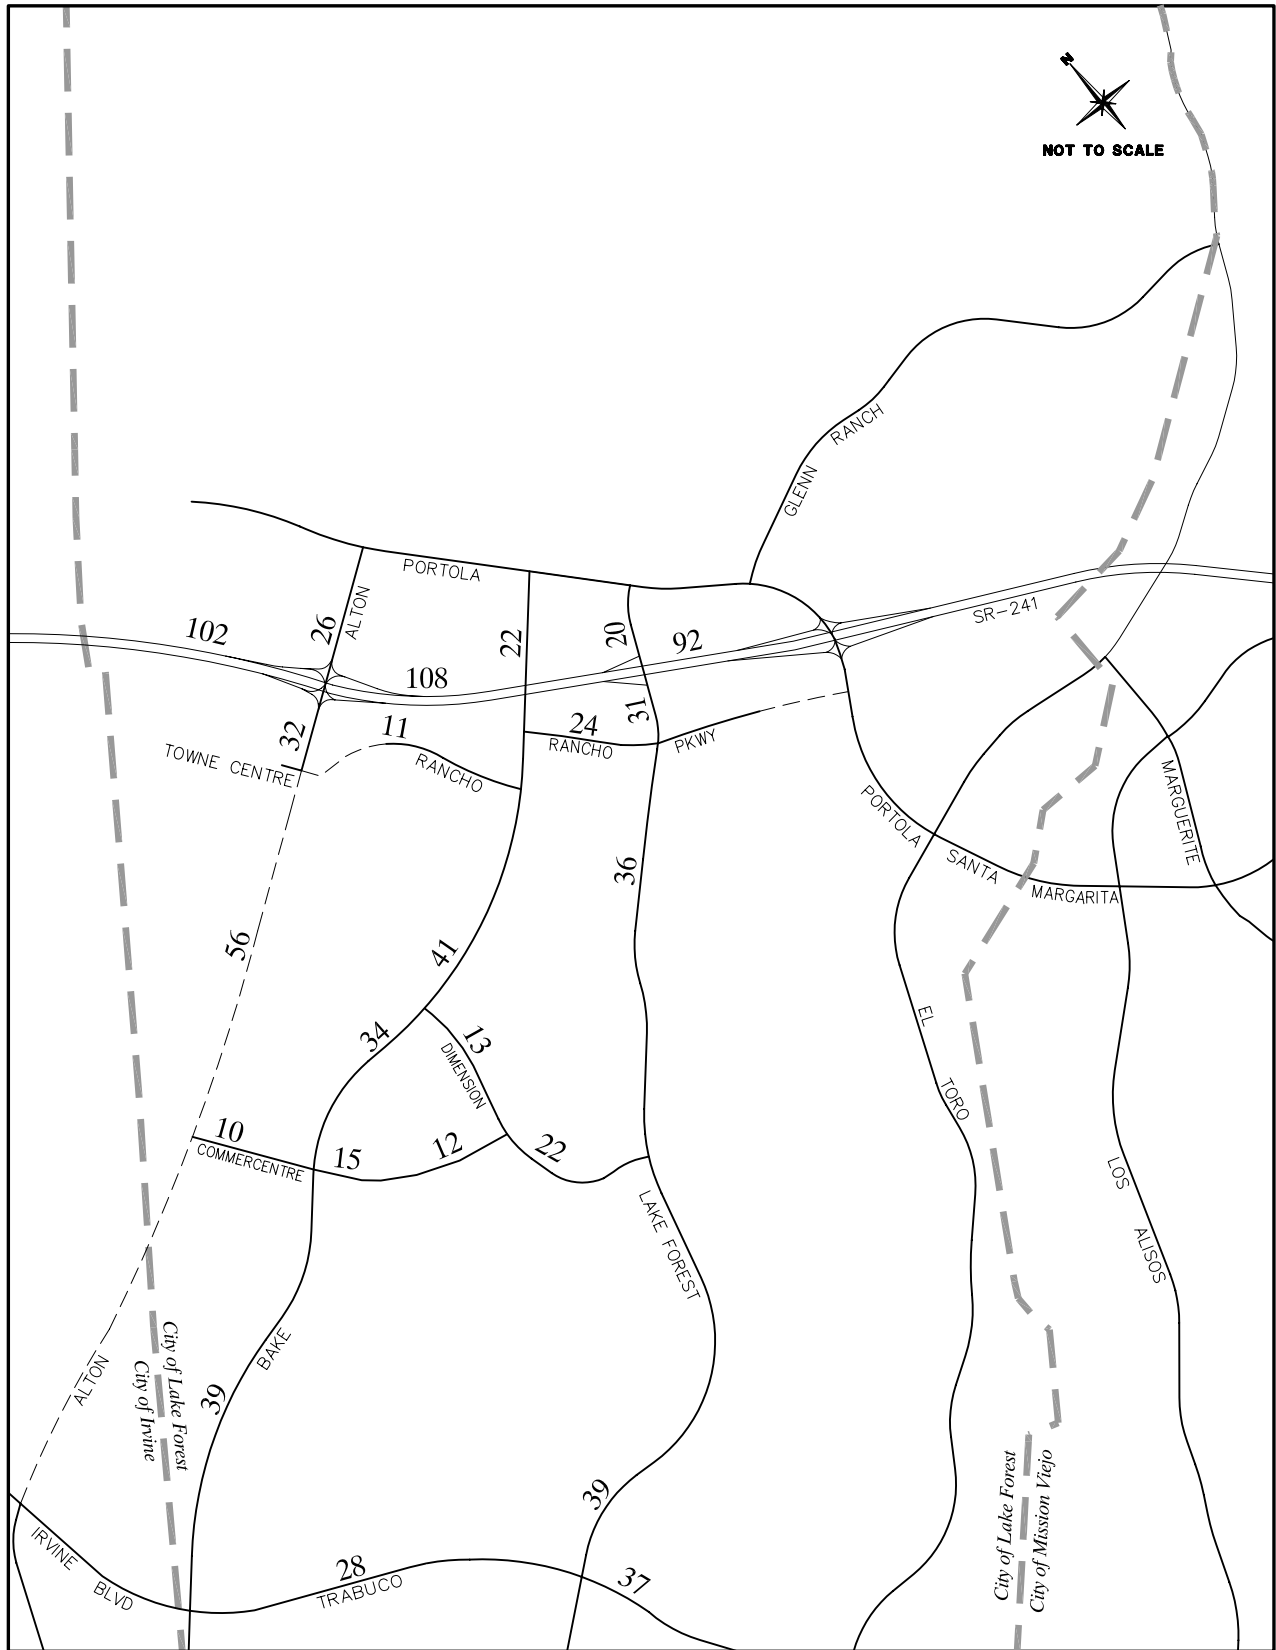 N
NOT TO SCALE
GLENN RANCH
PORTOLA
102
26
ALTON
22
20
92
SR-241
108
32
11
24
31
TOWNE CENTRE
RANCHO
RANCHO
PKWY
PORTOLA
MARGUERITE
SANTA MARGARITA
36
56
41
34
13
DIMENSION
EL TORO
10
COMMERCENTRE
15
12
22
LAKE FOREST
LOS ALISOS
City of Lake Forest
City of Irvine
BAKE
ALTON
39
39
City of Lake Forest
City of Mission Viejo
IRVINE BLVD
28
TRABUCO
37